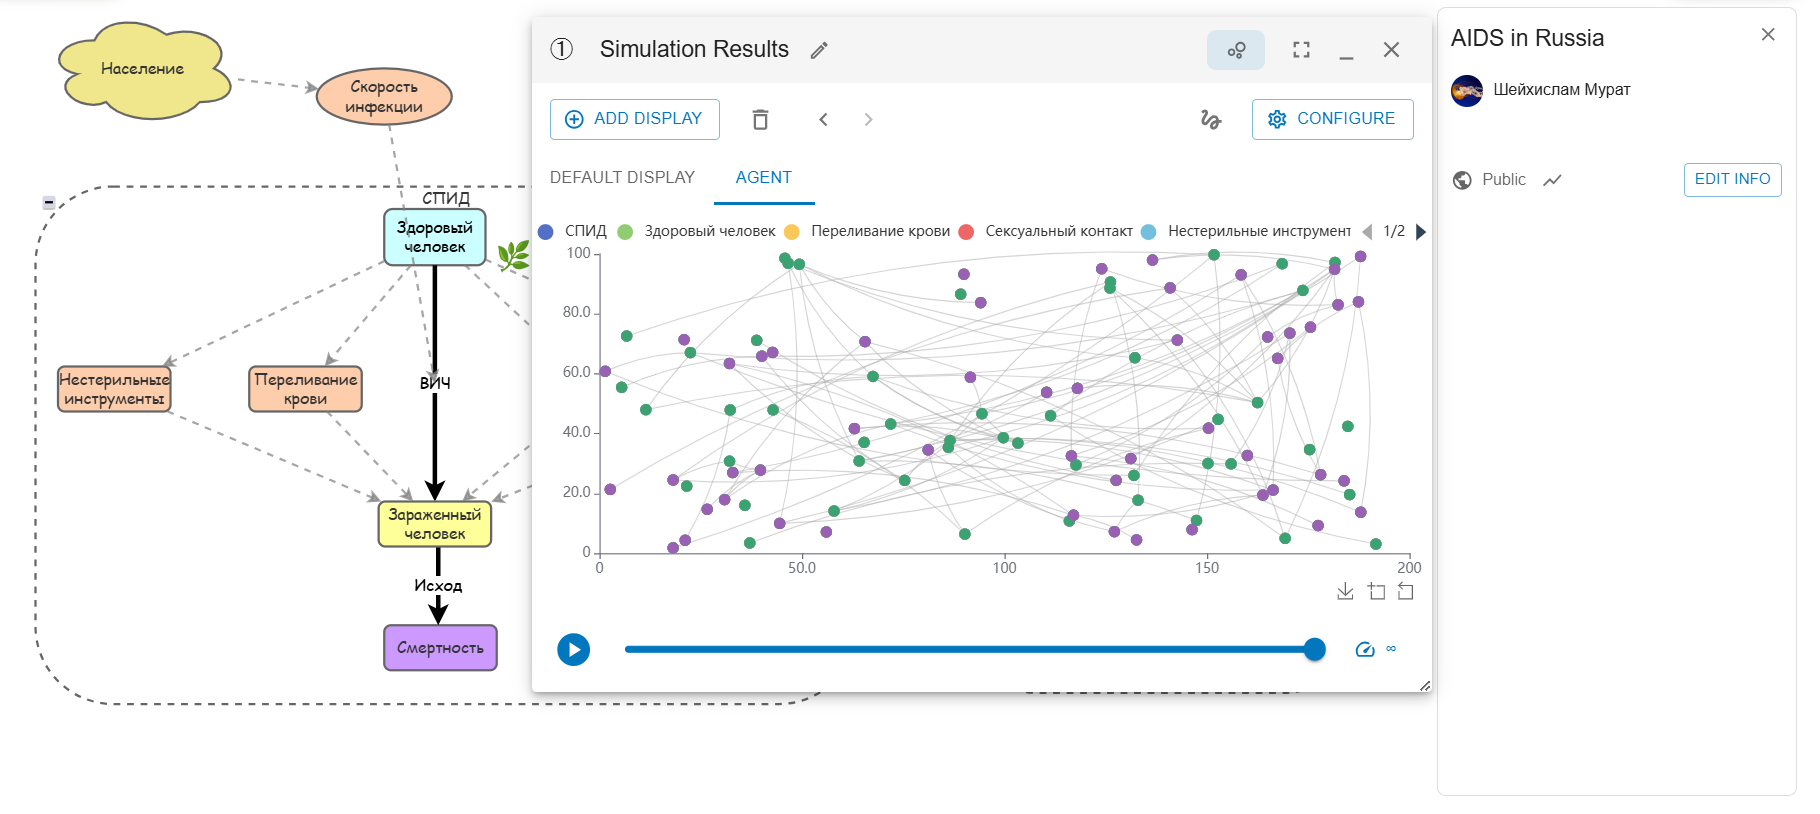 Население
Скорость
инфекции
СПИД
Здоровый
человек
Нестерильные
инструменты
Переливание
крови
ВИЧ
Зараженный
человек
Исход
Смертность
1 Simulation Results
ADD DISPLAY
CONFIGURE
DEFAULT DISPLAY AGENT
СПИД Здоровый человек Переливание крови Сексуальный контакт Нестерильные инструмент 1/2
100
80.0
60.0
40.0
20.0
0
0 50.0 100 150 200
∞
AIDS in Russia
Шейхислам Мурат
Public
EDIT INFO